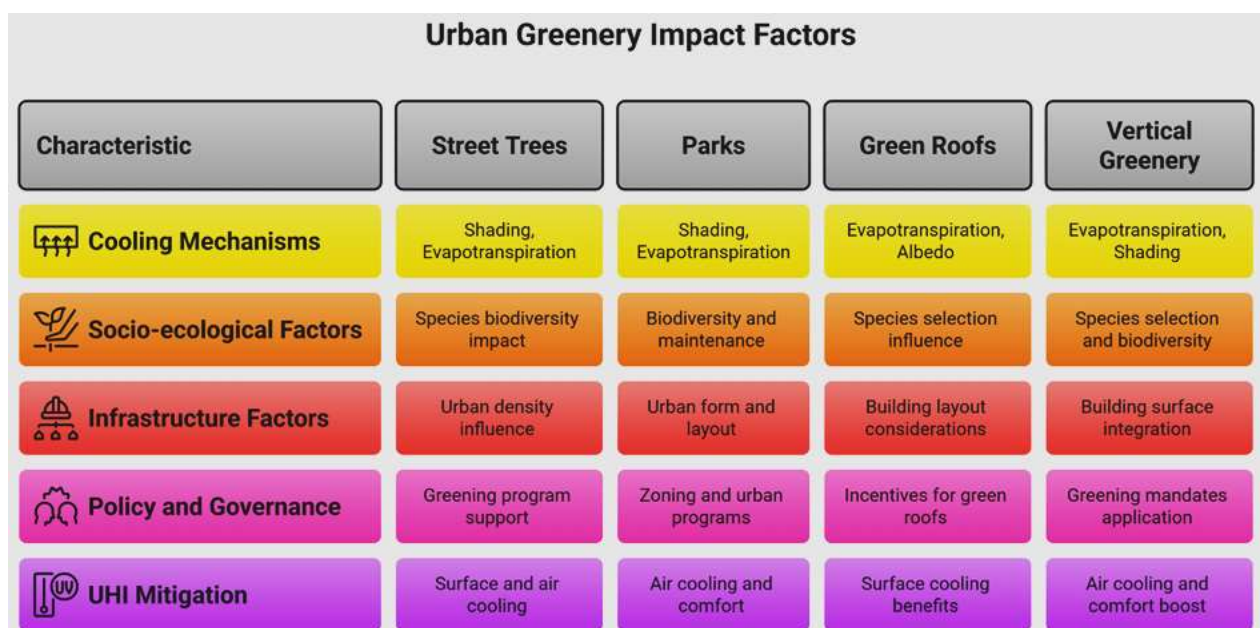 Urban Greenery Impact Factors
Characteristic
Street Trees
Parks
Green Roofs
Vertical
Greenery
Cooling Mechanisms
Shading,
Evapotranspiration
Shading,
Evapotranspiration
Evapotranspiration,
Albedo
Evapotranspiration,
Shading
Socio-ecological Factors
Species biodiversity
impact
Biodiversity and
maintenance
Species selection
influence
Species selection
and biodiversity
Infrastructure Factors
Urban density
influence
Urban form and
layout
Building layout
considerations
Building surface
integration
Policy and Governance
Greening program
support
Zoning and urban
programs
Incentives for green
roofs
Greening mandates
application
UV
UHI Mitigation
Surface and air
cooling
Air cooling and
comfort
Surface cooling
benefits
Air cooling and
comfort boost